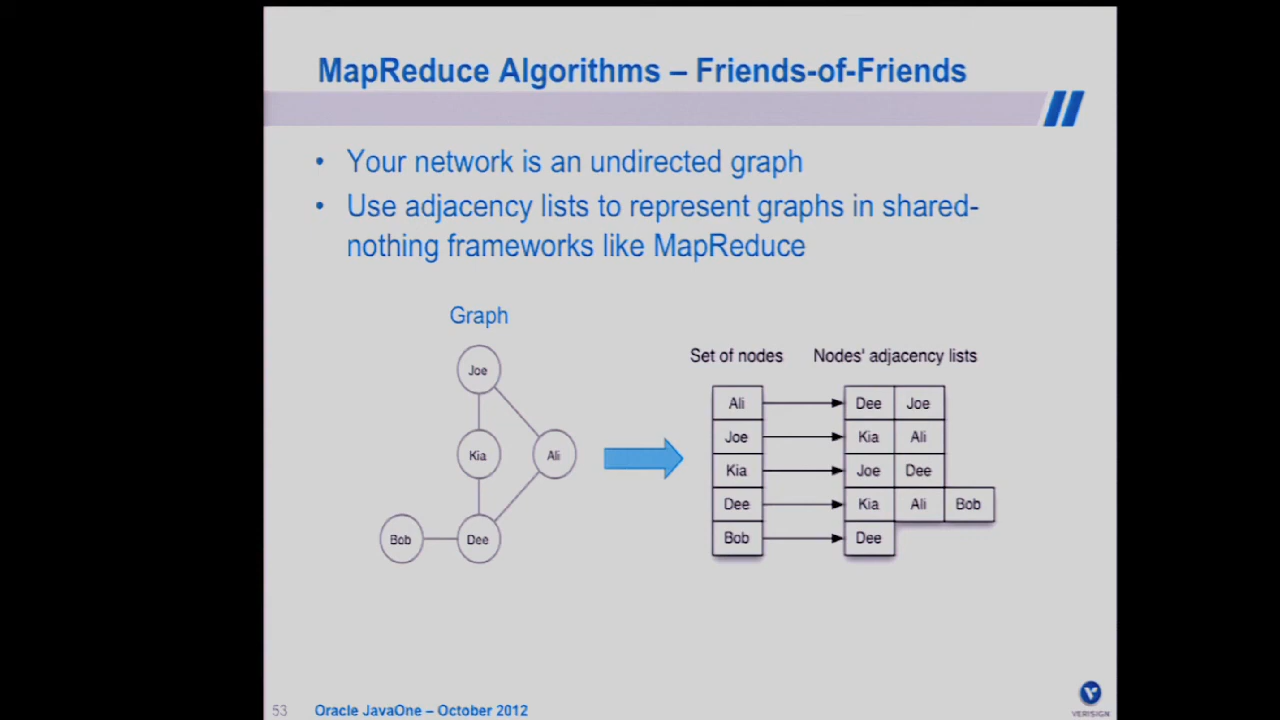 MapReduce Algorithms – Friends-of-Friends
• Your network is an undirected graph
• Use adjacency lists to represent graphs in shared-
nothing frameworks like MapReduce
Graph
Joe
Kia
Ali
Bob
Dee
Set of nodes
Nodes' adjacency lists
Ali Dee Joe
Joe Kia Ali
Kia Joe Dee
Dee Kia Ali Bob
Bob Dee
53
Oracle JavaOne – October 2012
VERISIGN